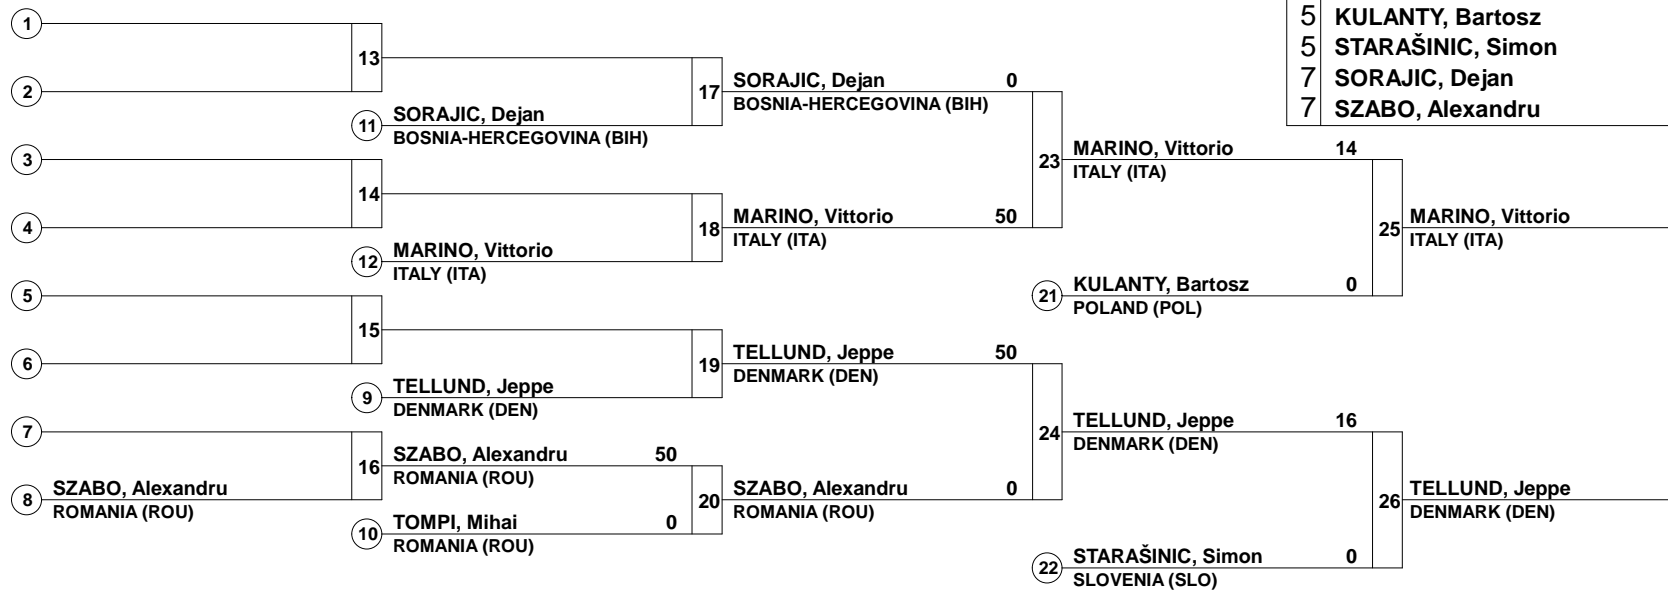 5 KULANTY, Bartosz
1
5 STARAŠINIC, Simon
13
7 SORAJIC, Dejan
SORAJIC, Dejan 0
2
17
BOSNIA-HERCEGOVINA (BIH)
7 SZABO, Alexandru
SORAJIC, Dejan
11
BOSNIA-HERCEGOVINA (BIH)
MARINO, Vittorio 14
3
23
ITALY (ITA)
14
MARINO, Vittorio 50
MARINO, Vittorio
4
18
25
ITALY (ITA)
ITALY (ITA)
MARINO, Vittorio
12
ITALY (ITA)
KULANTY, Bartosz 0
5
21
POLAND (POL)
15
TELLUND, Jeppe 50
6
19
DENMARK (DEN)
TELLUND, Jeppe
9
DENMARK (DEN)
TELLUND, Jeppe 16
7
24
DENMARK (DEN)
SZABO, Alexandru 50
16
ROMANIA (ROU)
SZABO, Alexandru
SZABO, Alexandru 0
TELLUND, Jeppe
8
20
26
ROMANIA (ROU)
ROMANIA (ROU)
DENMARK (DEN)
TOMPI, Mihai 0
10
ROMANIA (ROU)
STARAŠINIC, Simon 0
22
SLOVENIA (SLO)